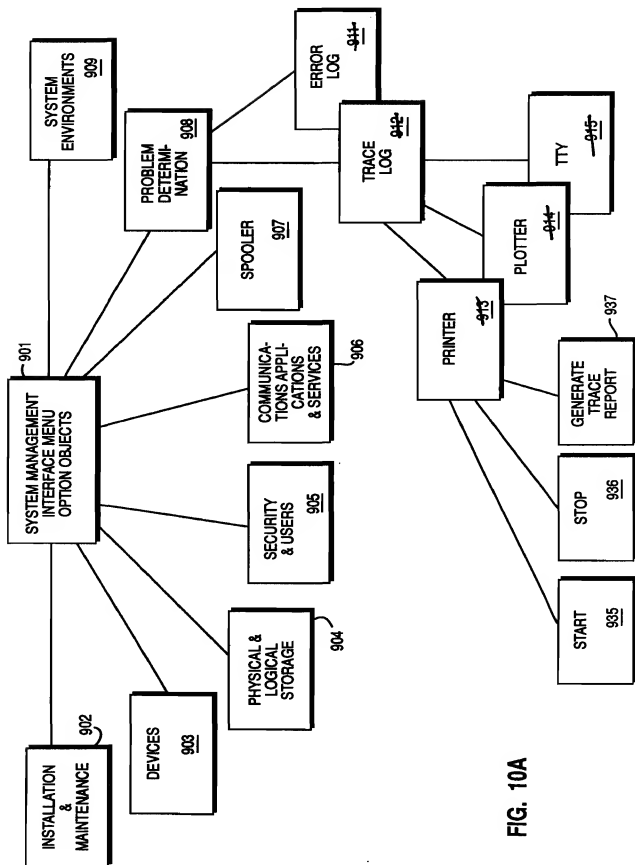 901
SYSTEM MANAGEMENT
INTERFACE MENU
OPTION OBJECTS
902
INSTALLATION
&
MAINTENANCE
DEVICES
903
PHYSICAL &
LOGICAL
STORAGE
904
SECURITY
& USERS
905
COMMUNICA-
TIONS APPLI-
CATIONS
& SERVICES
906
SPOOLER
907
PROBLEM
DETERMI-
NATION
908
SYSTEM
ENVIRONMENTS
909
ERROR
LOG
911
TRACE
LOG
912
PRINTER
913
PLOTTER
914
TTY
915
START
935
STOP
936
GENERATE
TRACE
REPORT
937
FIG. 10A